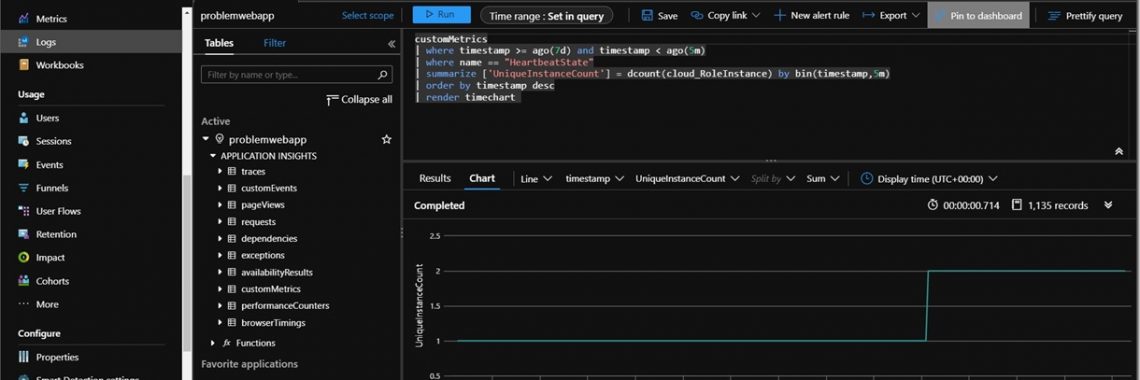 Metrics
Logs
Workbooks
Usage
Users
Sessions
Events
Funnels
User Flows
Retention
Impact
Cohorts
More
Configure
Properties
Smart Detection settings
problemwebapp
Select scope
Tables
Filter
Filter by name or type...
Collapse all
Active
problemwebapp
APPLICATION INSIGHTS
traces
customEvents
pageViews
requests
dependencies
exceptions
availabilityResults
customMetrics
performanceCounters
browserTimings
fx Functions
Favorite applications
Run
Time range : Set in query
Save
Copy link
New alert rule
Export
Pin to dashboard
Prettify query
customMetrics
| where timestamp >= ago(7d) and timestamp < ago(5m)
| where name == "HeartbeatState"
| summarize ['UniqueInstanceCount'] = dcount(cloud_RoleInstance) by bin(timestamp,5m)
| order by timestamp desc
| render timechart
Results
Chart
Line
timestamp
UniqueInstanceCount
Split by
Sum
Display time (UTC+00:00)
Completed
00:00:00.714
1,135 records
2.5
2
1.5
1
0.5
UniqueInstanceCount